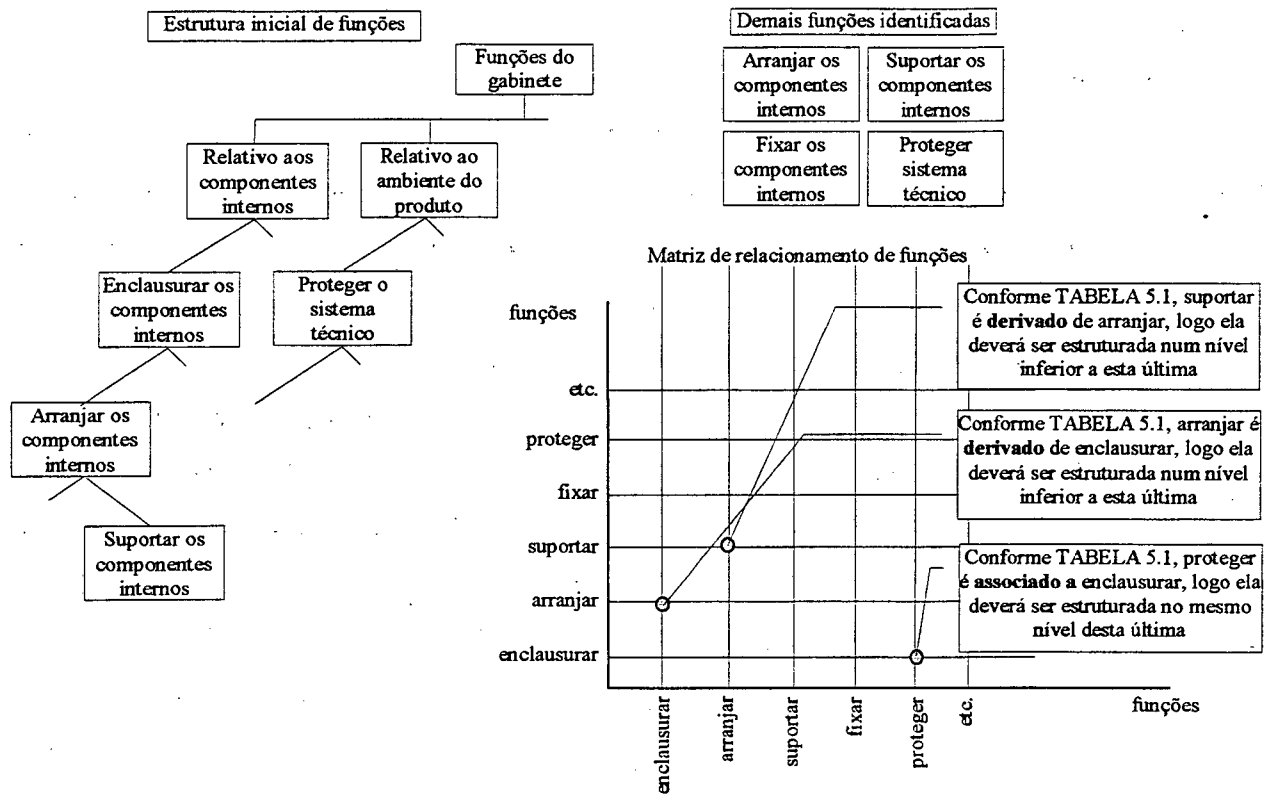 Estrutura inicial de funções
Funções do
gabinete
Relativo aos
componentes
internos
Relativo ao
ambiente do
produto
Enclausurar os
componentes
internos
Proteger o
sistema
técnico
Arranjar os
componentes
internos
Suportar os
componentes
internos
Demais funções identificadas
Arranjar os
componentes
internos
Suportar os
componentes
internos
Fixar os
componentes
internos
Proteger
sistema
técnico
Matriz de relacionamento de funções
funções
etc.
proteger
fixar
suportar
arranjar
enclausurar
enclausurar
arranjar
suportar
fixar
proteger
etc.
funções
Conforme TABELA 5.1, suportar
é derivado de arranjar, logo ela
deverá ser estruturada num nível
inferior a esta última
Conforme TABELA 5.1, arranjar é
derivado de enclausurar, logo ela
deverá ser estruturada num nível
inferior a esta última
Conforme TABELA 5.1, proteger
é associado a enclausurar, logo ela
deverá ser estruturada no mesmo
nível desta última